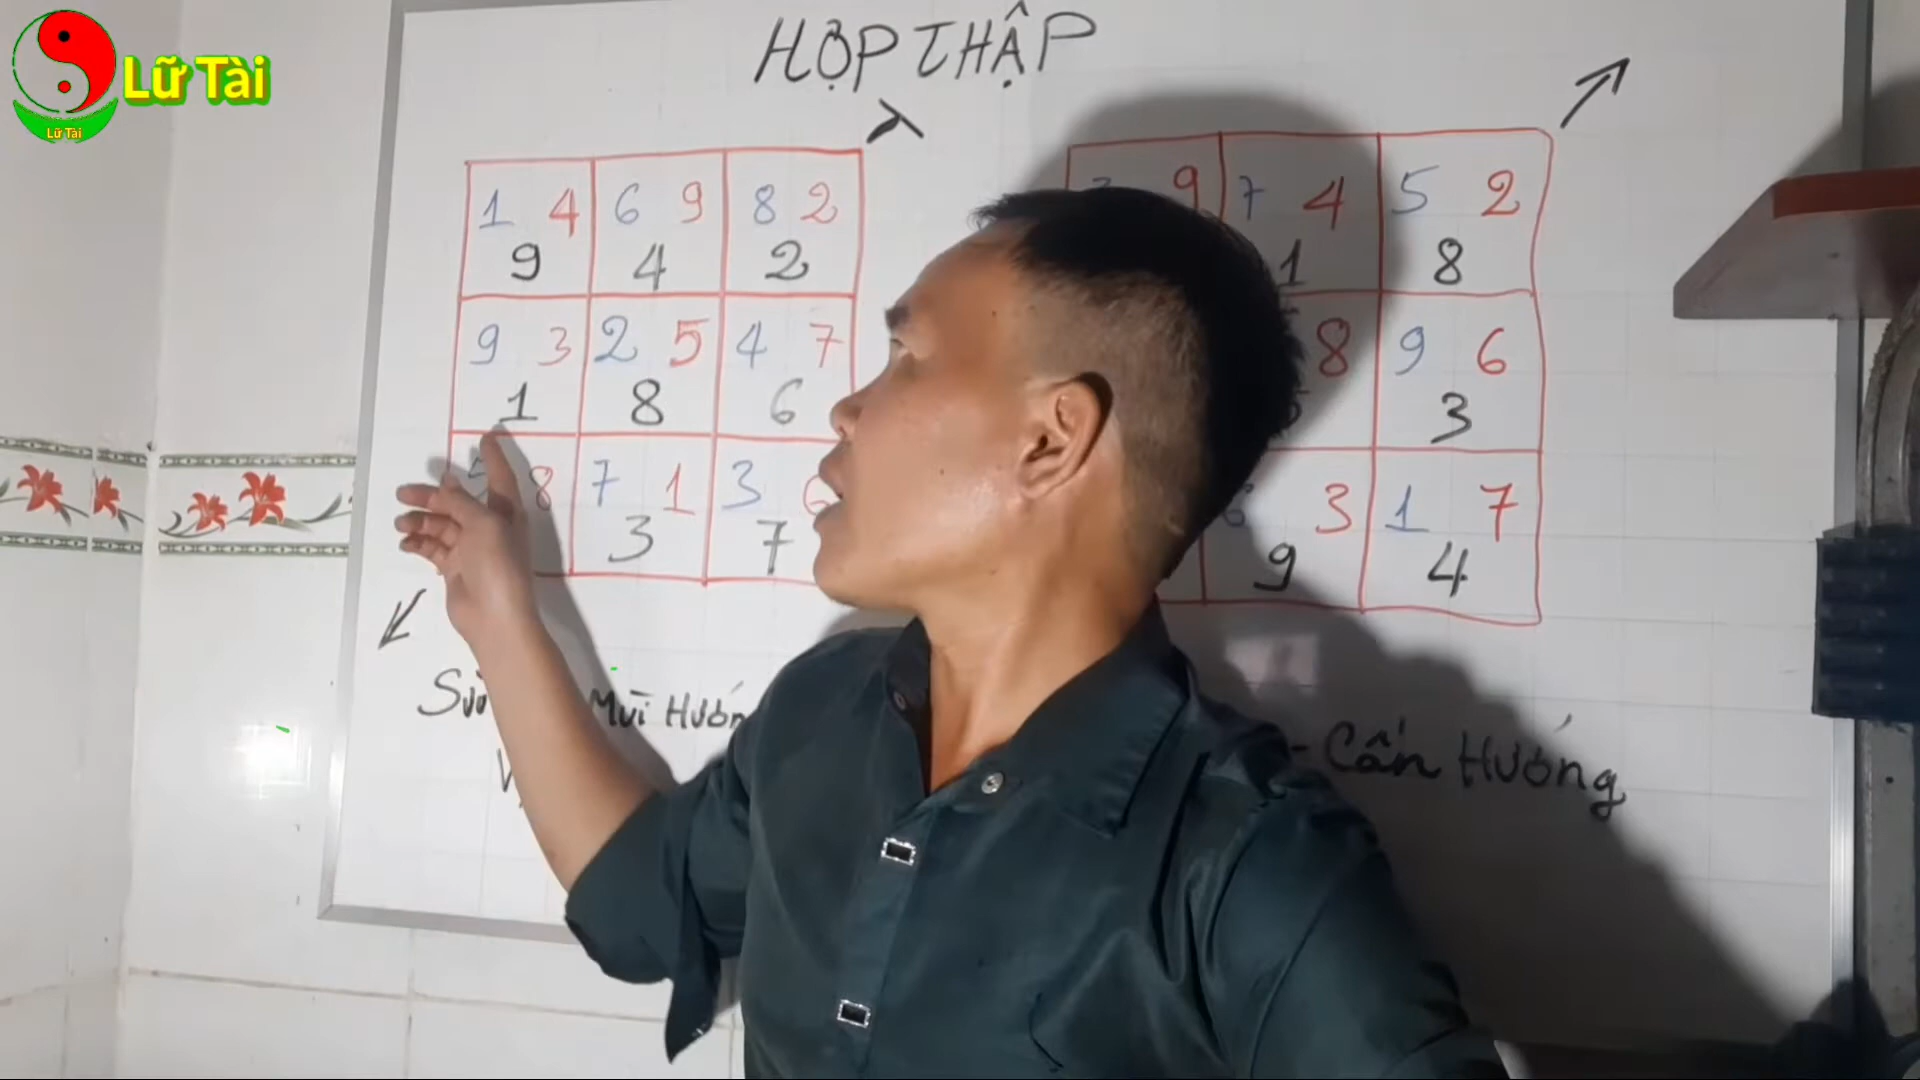 Lữ Tài
Lữ Tài
HỢP THẬP
1 4 6 9 8 2
9 4 2
9 3 2 5 4 7
1 8 6
8 7 1 3 6
3 7
9 7 4 5 2
1 8
8 9 6
3
6 3 1 7
9 4
Mùi Hướng
- Cấn Hướng